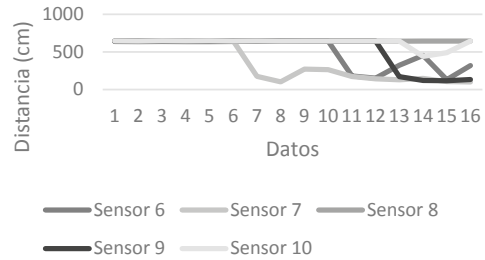 1000
500
0
Distancia (cm)
1 2 3 4 5 6 7 8 9 10 11 12 13 14 15 16
Datos
Sensor 6 Sensor 7 Sensor 8
Sensor 9 Sensor 10